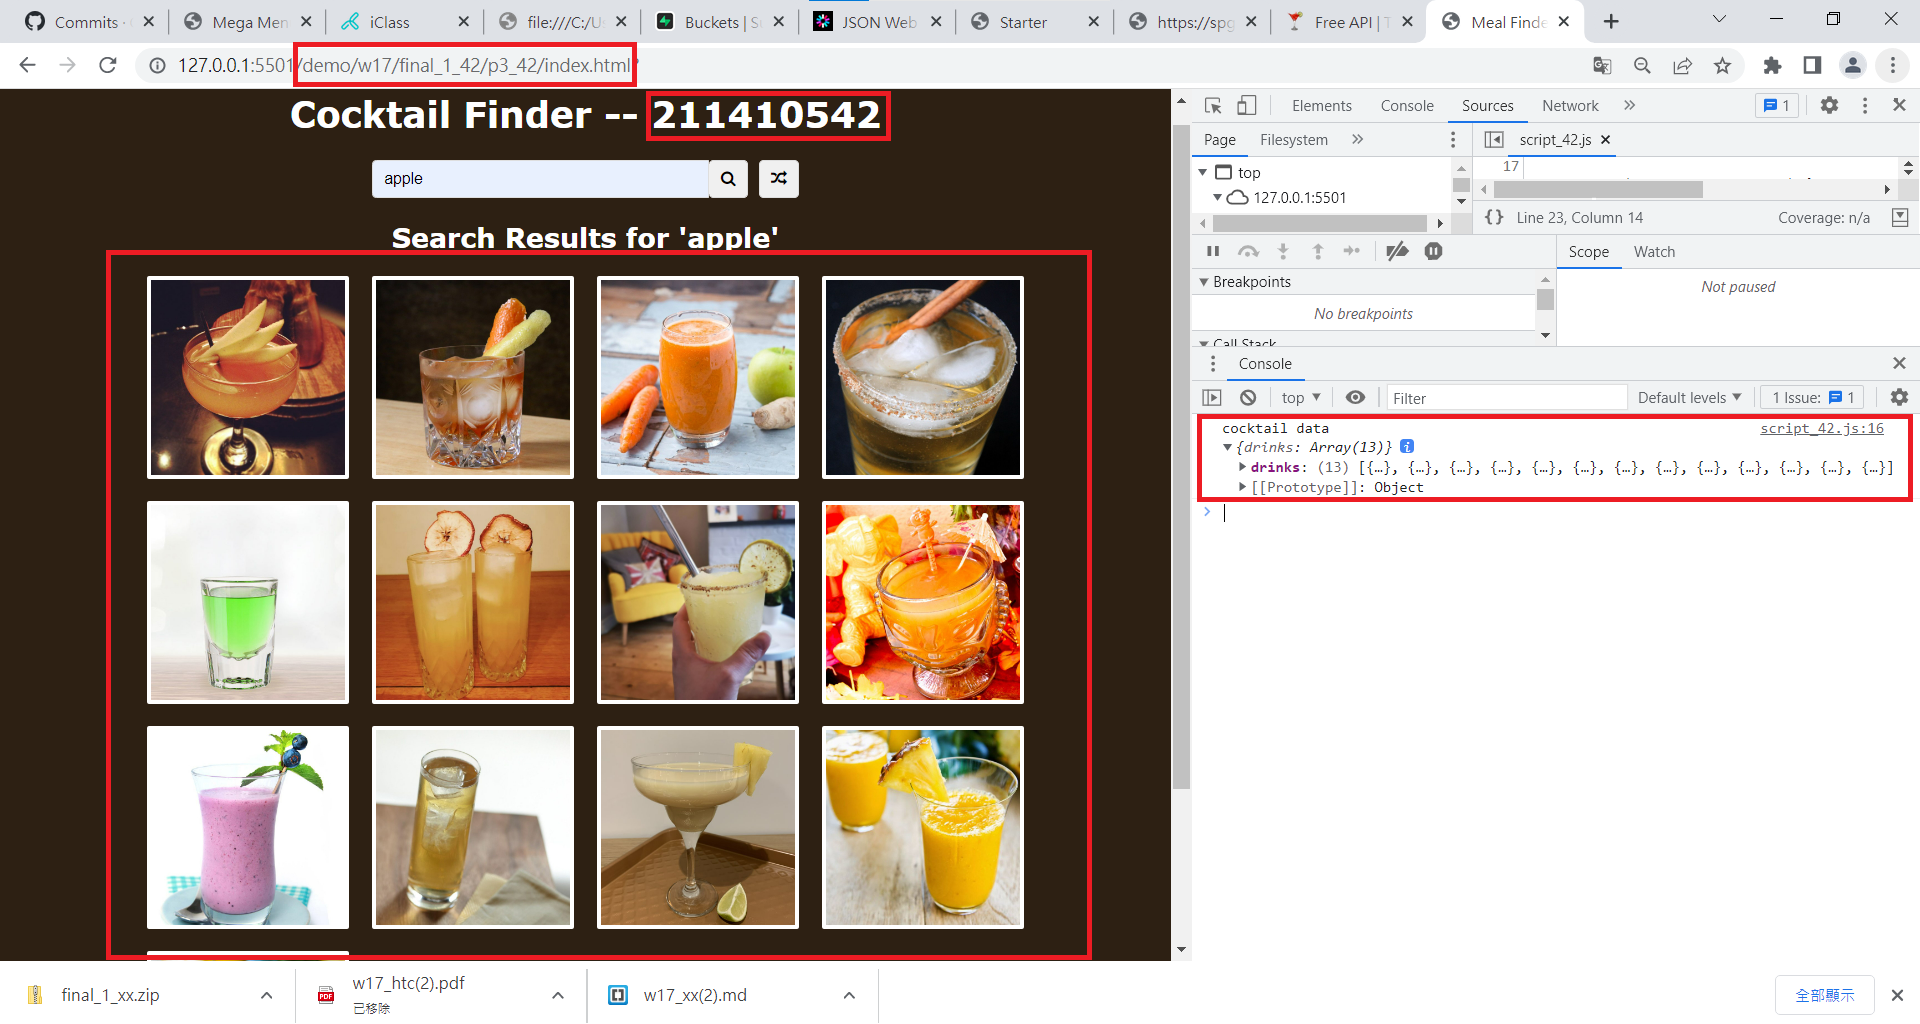 Commits ·
Mega Men
iClass
file:///C:/Us
Buckets | Su
JSON Web
Starter
https://spg
Free API | T
Meal Finde
127.0.0.1:5501/demo/w17/final_1_42/p3_42/index.html?
Cocktail Finder -- 211410542
apple
Search Results for 'apple'
Elements Console Sources Network » 1
Page Filesystem »
script_42.js
top
127.0.0.1:5501
17
{} Line 23, Column 14 Coverage: n/a
Breakpoints
No breakpoints
Call Stack
Scope Watch
Not paused
Console
top Filter Default levels 1 Issue: 1
cocktail data script_42.js:16
{drinks: Array(13)} i
drinks: (13) [{…}, {…}, {…}, {…}, {…}, {…}, {…}, {…}, {…}, {…}, {…}, {…}, {…}]
[[Prototype]]: Object
final_1_xx.zip
PDF
w17_htc(2).pdf
已移除
w17_xx(2).md
全部顯示